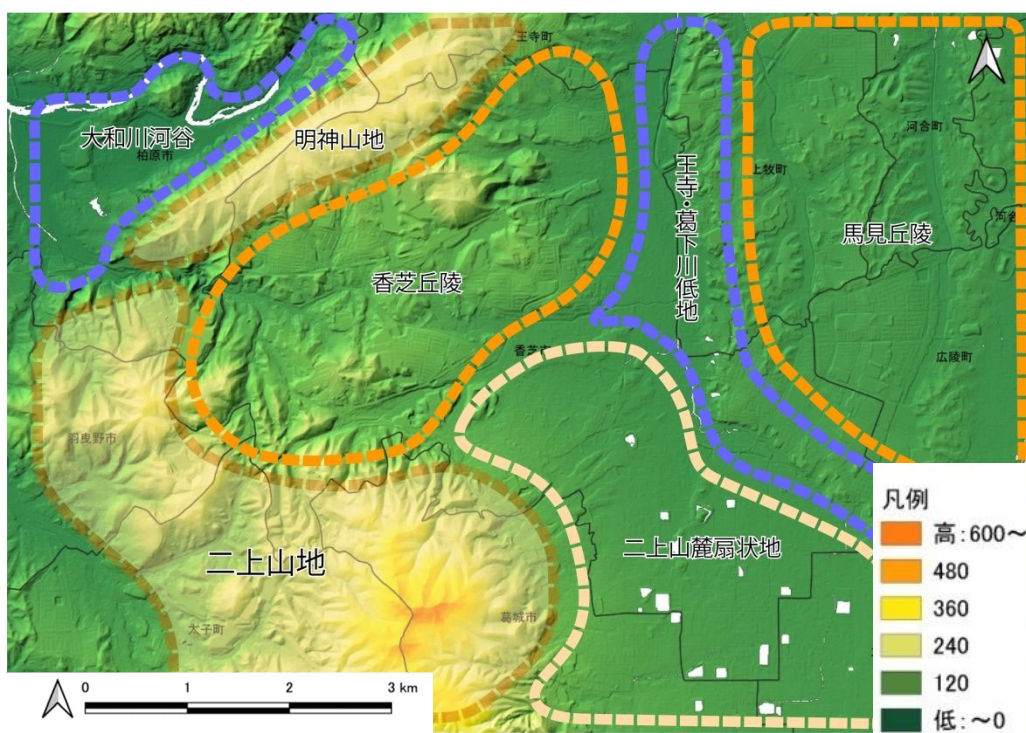 王寺町
大和川河谷
柏原市
明神山地
河合町
上牧町
王寺・葛下川低地
河合
馬見丘陵
香芝丘陵
香芝市
広陵町
羽曳野市
二上山地
二上山麓扇状地
葛城市
太子町
凡例
高:600~
480
360
240
120
低:~0
0
1
2
3 km